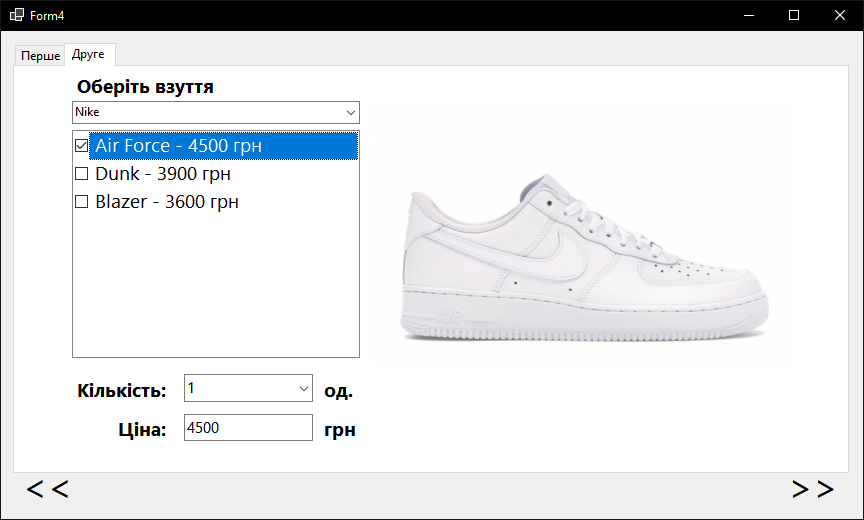 Form4
Перше Друге
Оберіть взуття
Nike
Air Force - 4500 грн
Dunk - 3900 грн
Blazer - 3600 грн
Кількість: 1 од.
Ціна: 4500 грн
<< >>